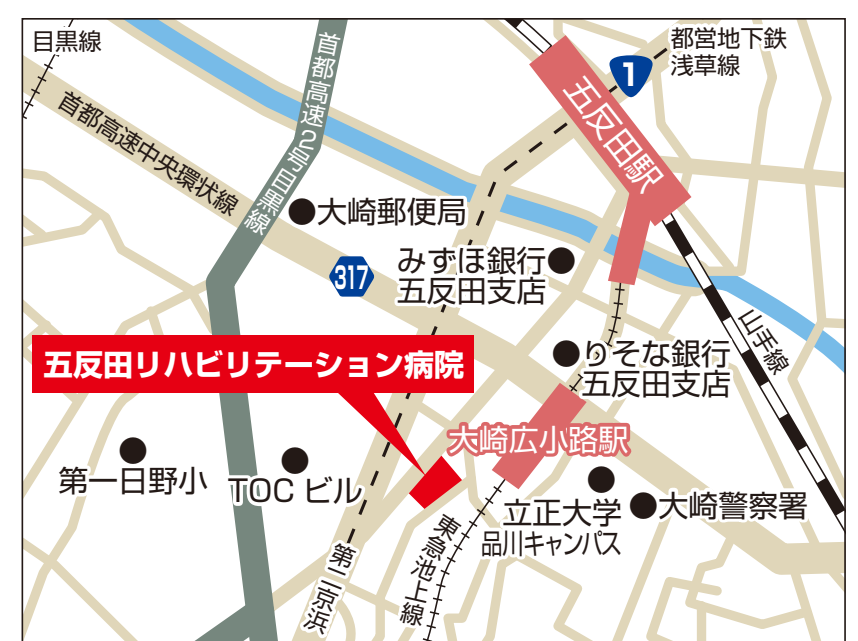 目黒線
首都高速2号目黒線
都営地下鉄
浅草線
1
五反田駅
首都高速中央環状線
大崎郵便局
317
みずほ銀行
五反田支店
山手線
りそな銀行
五反田支店
五反田リハビリテーション病院
大崎広小路駅
第一日野小
TOC ビル
立正大学
品川キャンパス
大崎警察署
東急池上線
第二京浜